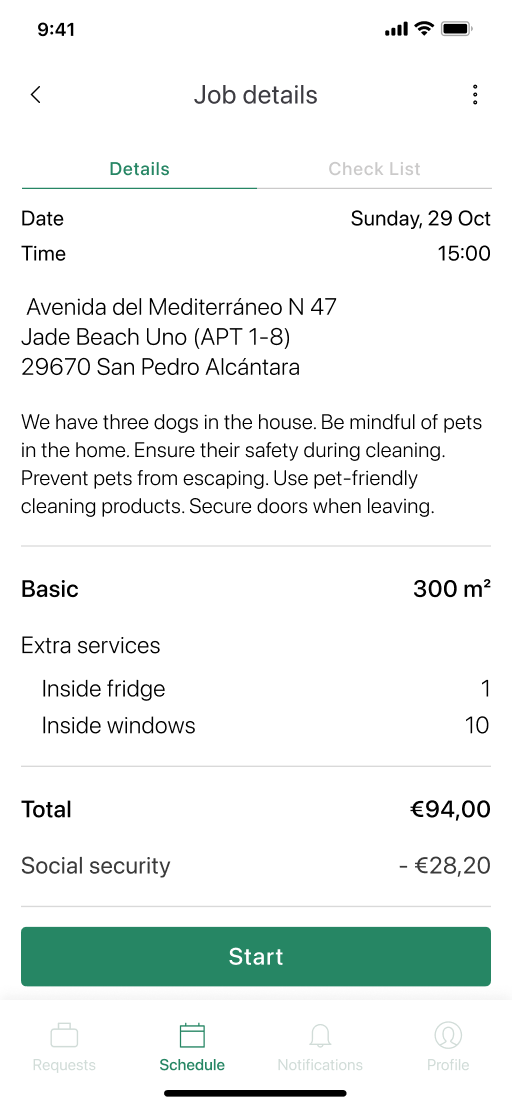 9:41
Job details
Details Check List
Date Sunday, 29 Oct
Time 15:00
Avenida del Mediterráneo N 47
Jade Beach Uno (APT 1-8)
29670 San Pedro Alcántara
We have three dogs in the house. Be mindful of pets
in the home. Ensure their safety during cleaning.
Prevent pets from escaping. Use pet-friendly
cleaning products. Secure doors when leaving.
Basic 300 m²
Extra services
Inside fridge 1
Inside windows 10
Total €94,00
Social security - €28,20
Start
Requests Schedule Notifications Profile